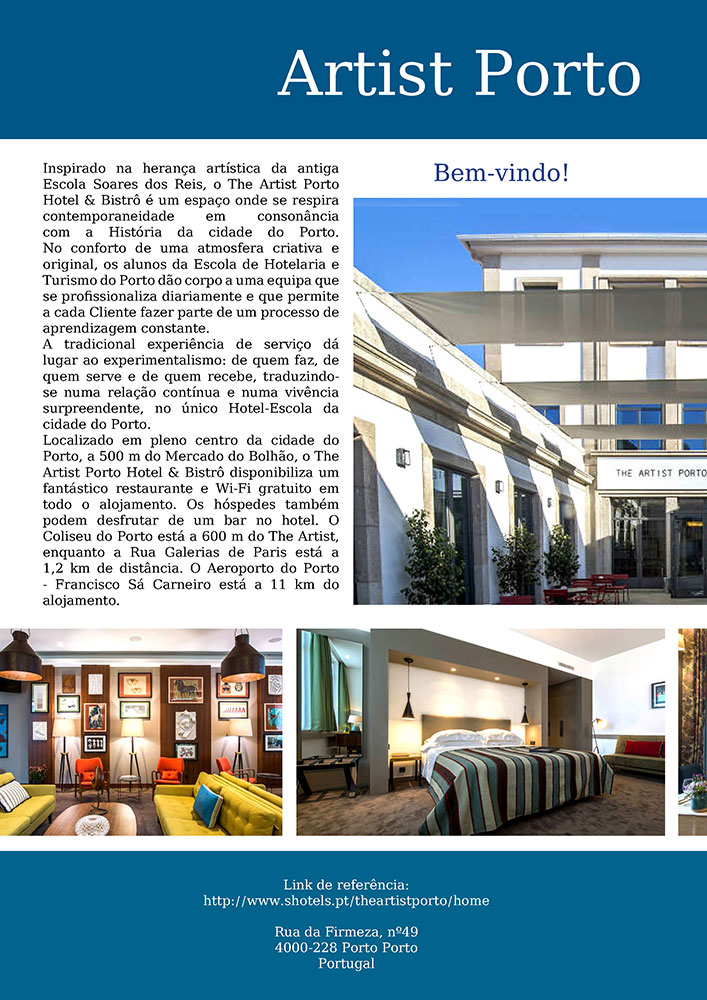 Artist Porto
Inspirado na herança artística da antiga
Escola Soares dos Reis, o The Artist Porto
Hotel & Bistrô é um espaço onde se respira
contemporaneidade em consonância
com a História da cidade do Porto.
No conforto de uma atmosfera criativa e
original, os alunos da Escola de Hotelaria e
Turismo do Porto dão corpo a uma equipa que
se profissionaliza diariamente e que permite
a cada Cliente fazer parte de um processo de
aprendizagem constante.
A tradicional experiência de serviço dá
lugar ao experimentalismo: de quem faz, de
quem serve e de quem recebe, traduzindo-
se numa relação contínua e numa vivência
surpreendente, no único Hotel-Escola da
cidade do Porto.
Localizado em pleno centro da cidade do
Porto, a 500 m do Mercado do Bolhão, o The
Artist Porto Hotel & Bistrô disponibiliza um
fantástico restaurante e Wi-Fi gratuito em
todo o alojamento. Os hóspedes também
podem desfrutar de um bar no hotel. O
Coliseu do Porto está a 600 m do The Artist,
enquanto a Rua Galerias de Paris está a
1,2 km de distância. O Aeroporto do Porto
- Francisco Sá Carneiro está a 11 km do
alojamento.
Bem-vindo!
THE ARTIST PORTO
Link de referência:
http://www.shotels.pt/theartistporto/home
Rua da Firmeza, nº49
4000-228 Porto Porto
Portugal